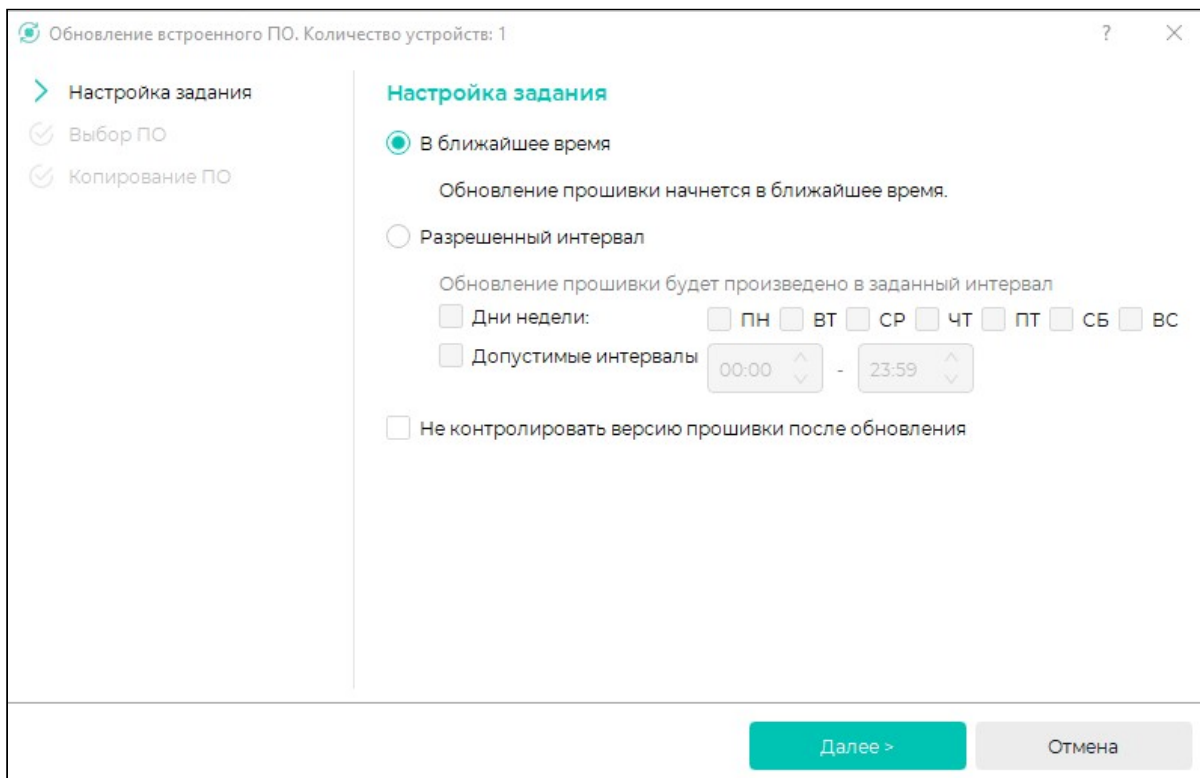 Обновление встроенного ПО. Количество устройств: 1 ?
Настройка задания
Выбор ПО
Копирование ПО
Настройка задания
В ближайшее время
Обновление прошивки начнется в ближайшее время.
Разрешенный интервал
Обновление прошивки будет произведено в заданный интервал
Дни недели: ПН ВТ СР ЧТ ПТ СБ ВС
Допустимые интервалы 00:00 - 23:59
Не контролировать версию прошивки после обновления
Далее > Отмена